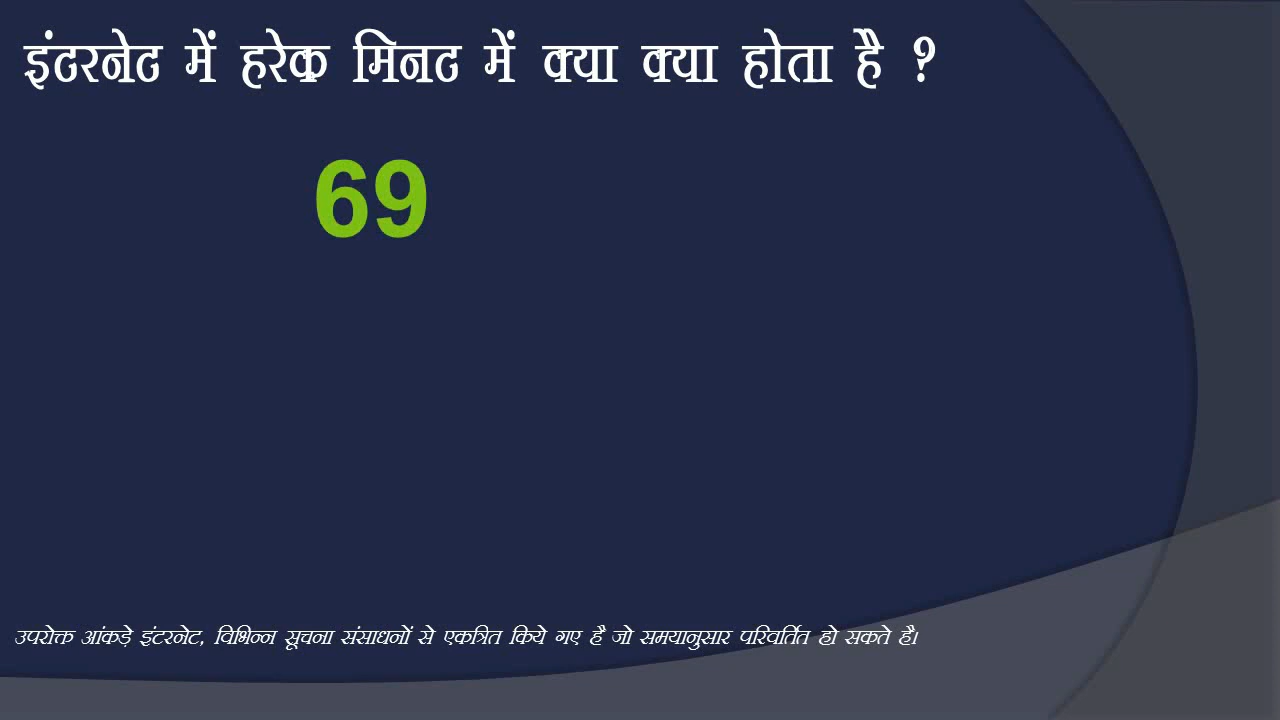 इंटरनेट में हरेक मिनट में क्या क्या होता है ?
69
उपरोक्त आंकड़े इंटरनेट, विभिन्न सूचना संसाधनों से एकत्रित किये गए है जो समयानुसार परिवर्तित हो सकते है।